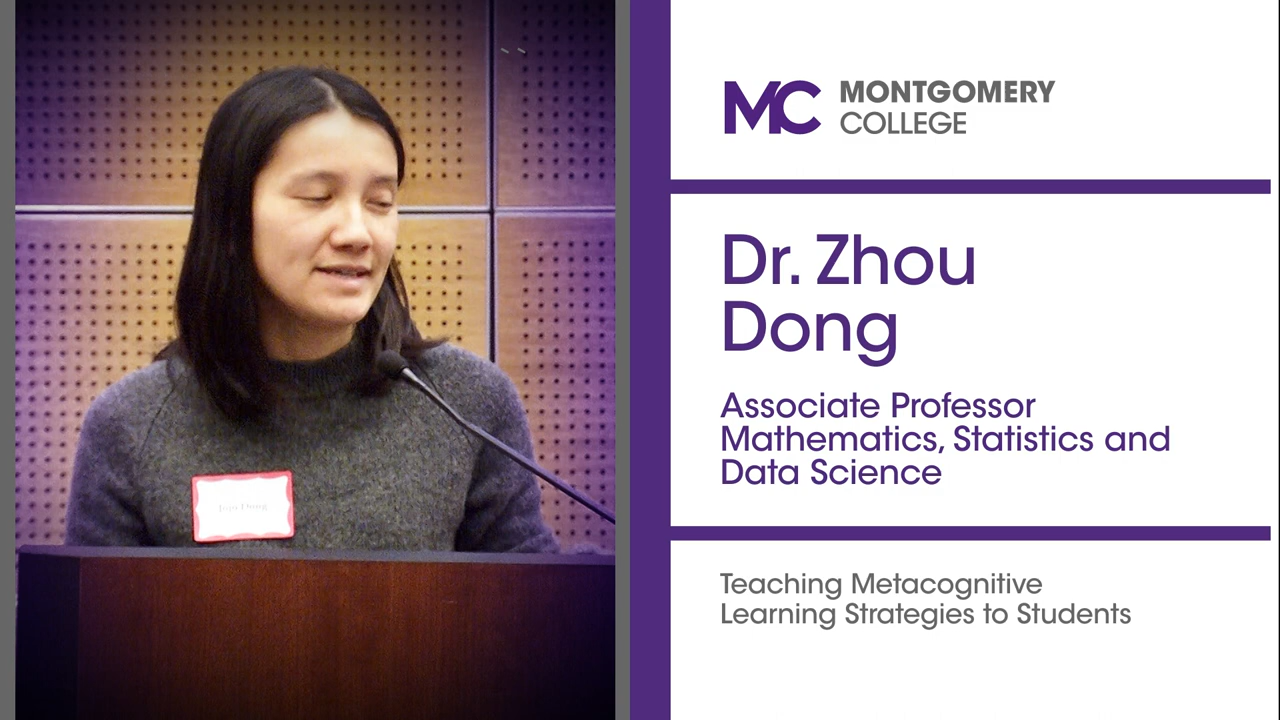 MC MONTGOMERY
COLLEGE
Dr. Zhou
Dong
Associate Professor
Mathematics, Statistics and
Data Science
Teaching Metacognitive
Learning Strategies to Students